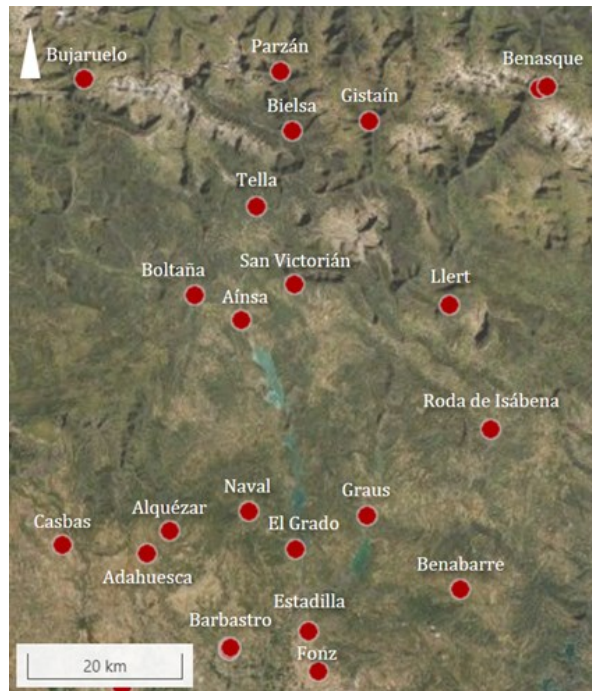 Parzán
Bujaruelo
Benasque
Gistaín
Bielsa
Tella
San Victorián
Boltaña
Llert
Aínsa
Roda de Isábena
Naval
Graus
Alquézar
Casbas
El Grado
Adahuesca
Benabarre
Estadilla
Barbastro
Fonz
20 km